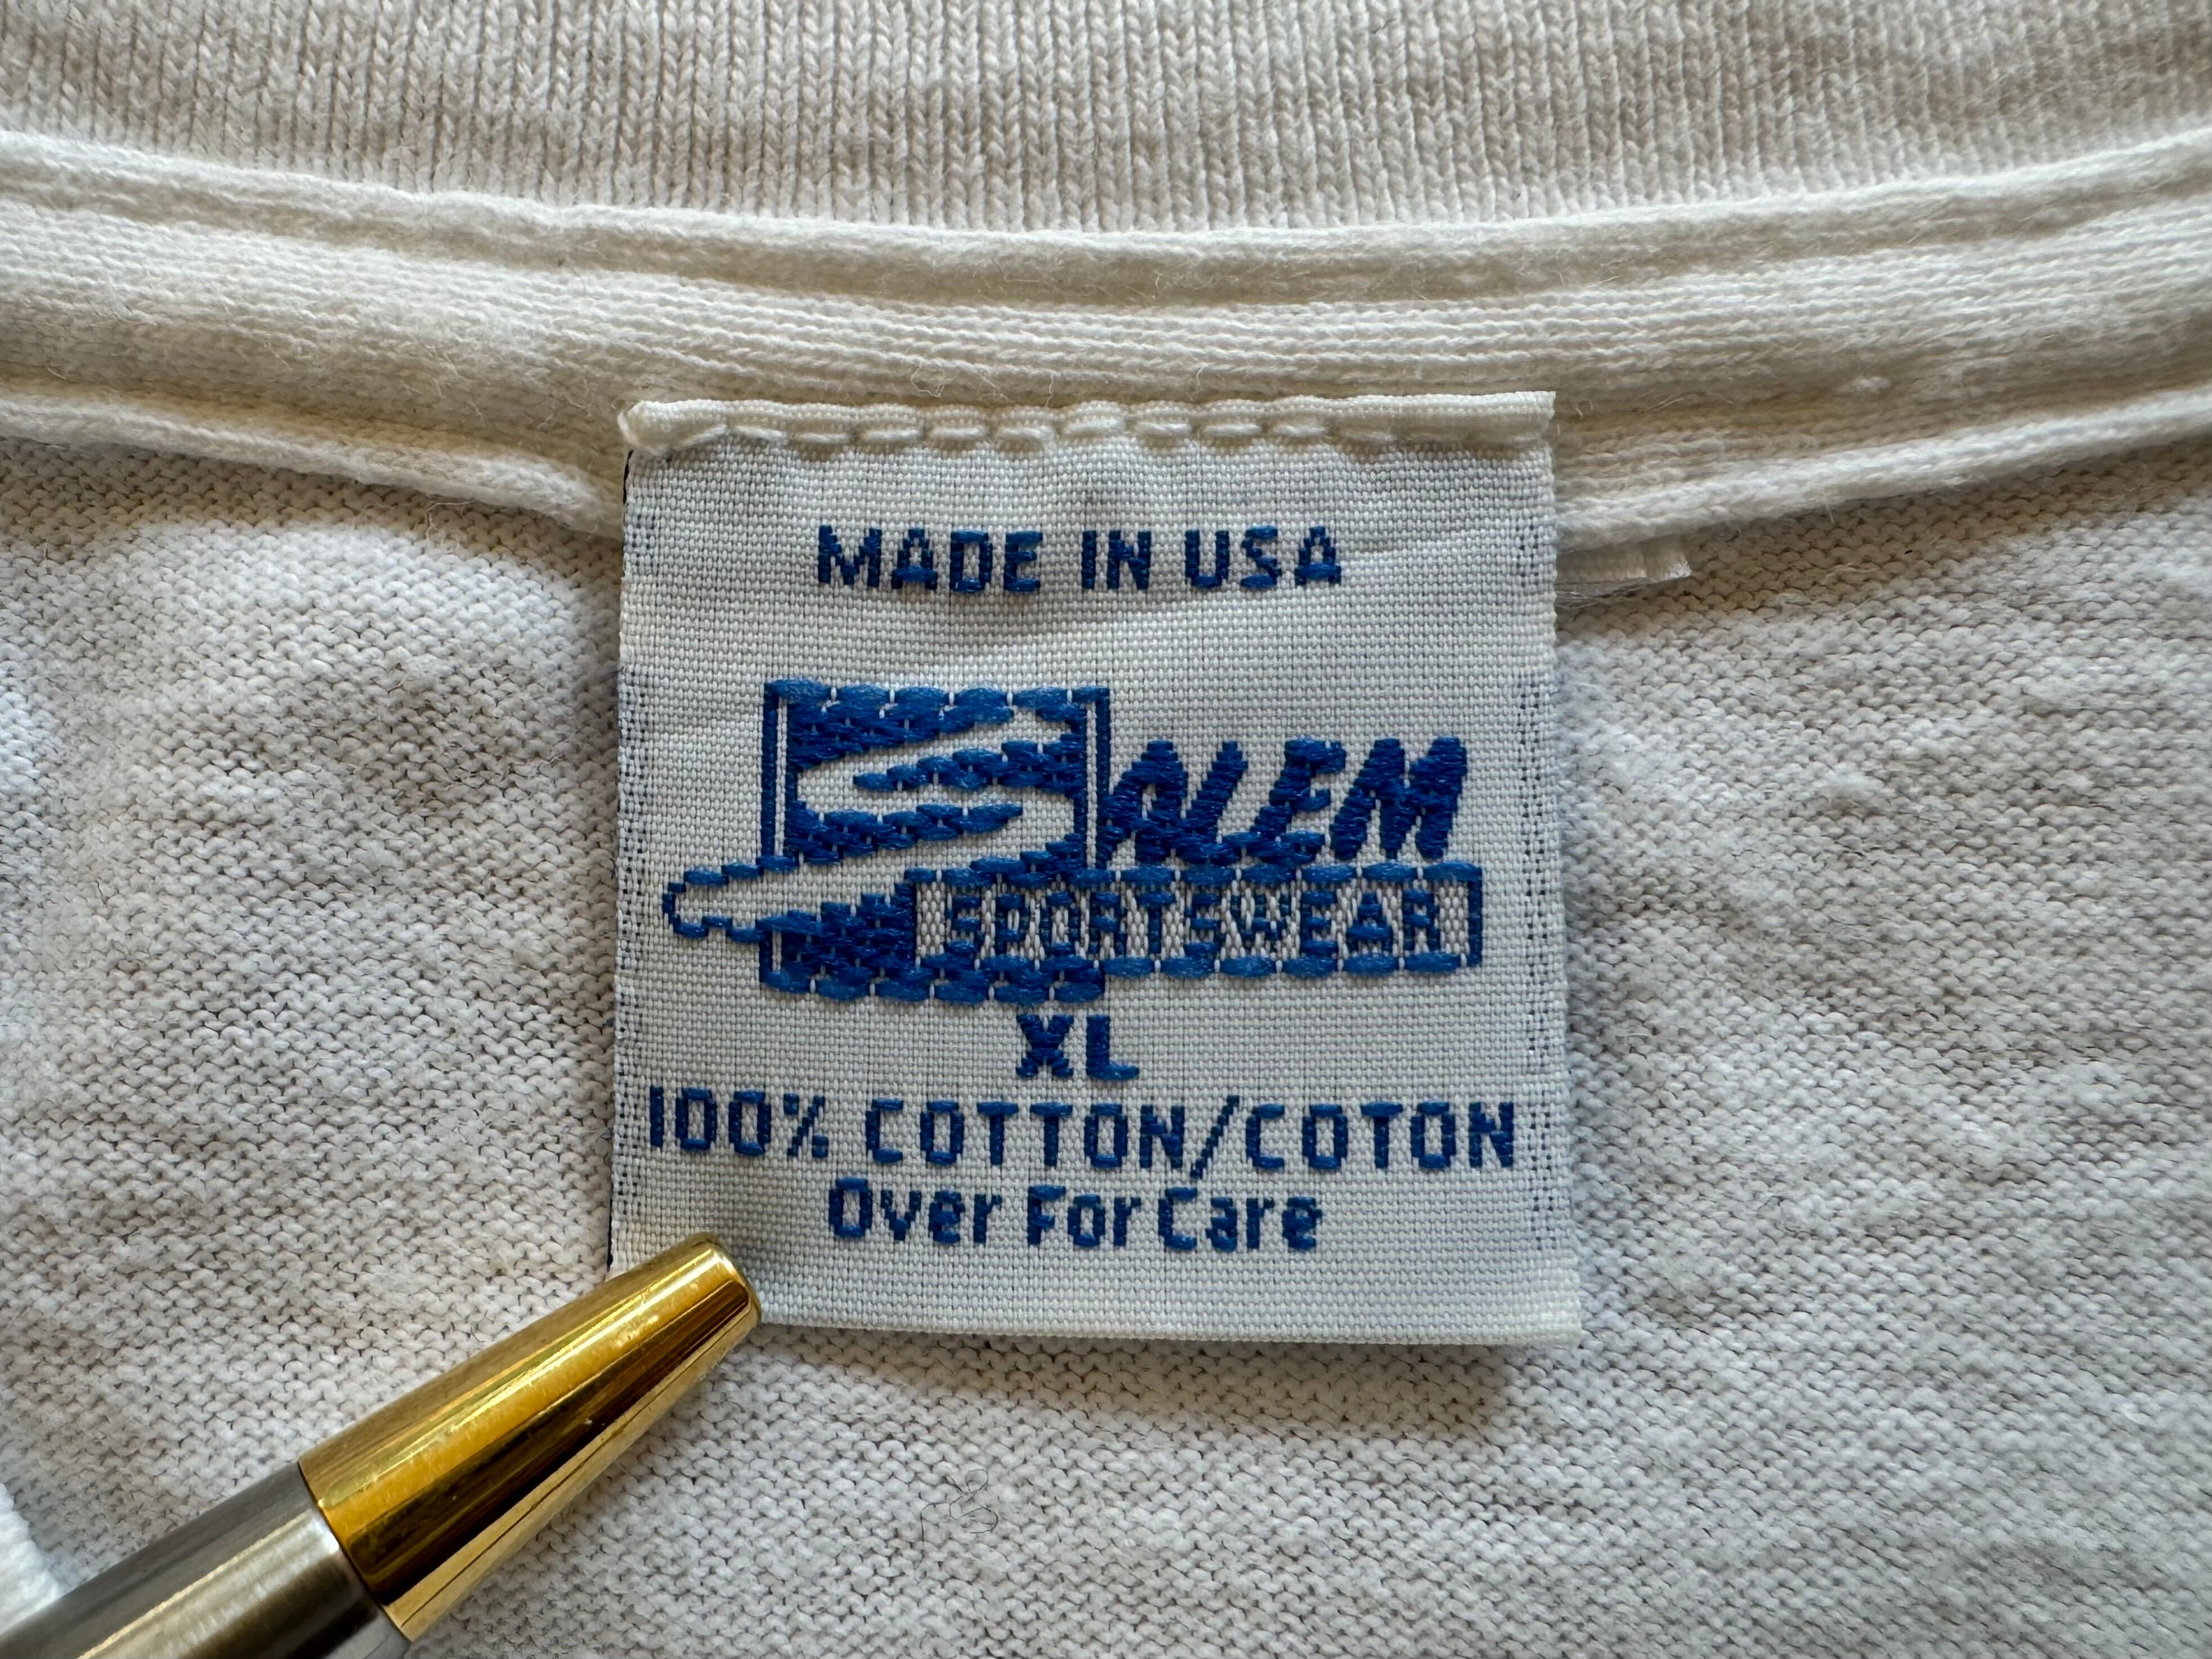 MADE IN USA
SALEM
SPORTSWEAR
XL
100% COTTON/COTON
Over For Care